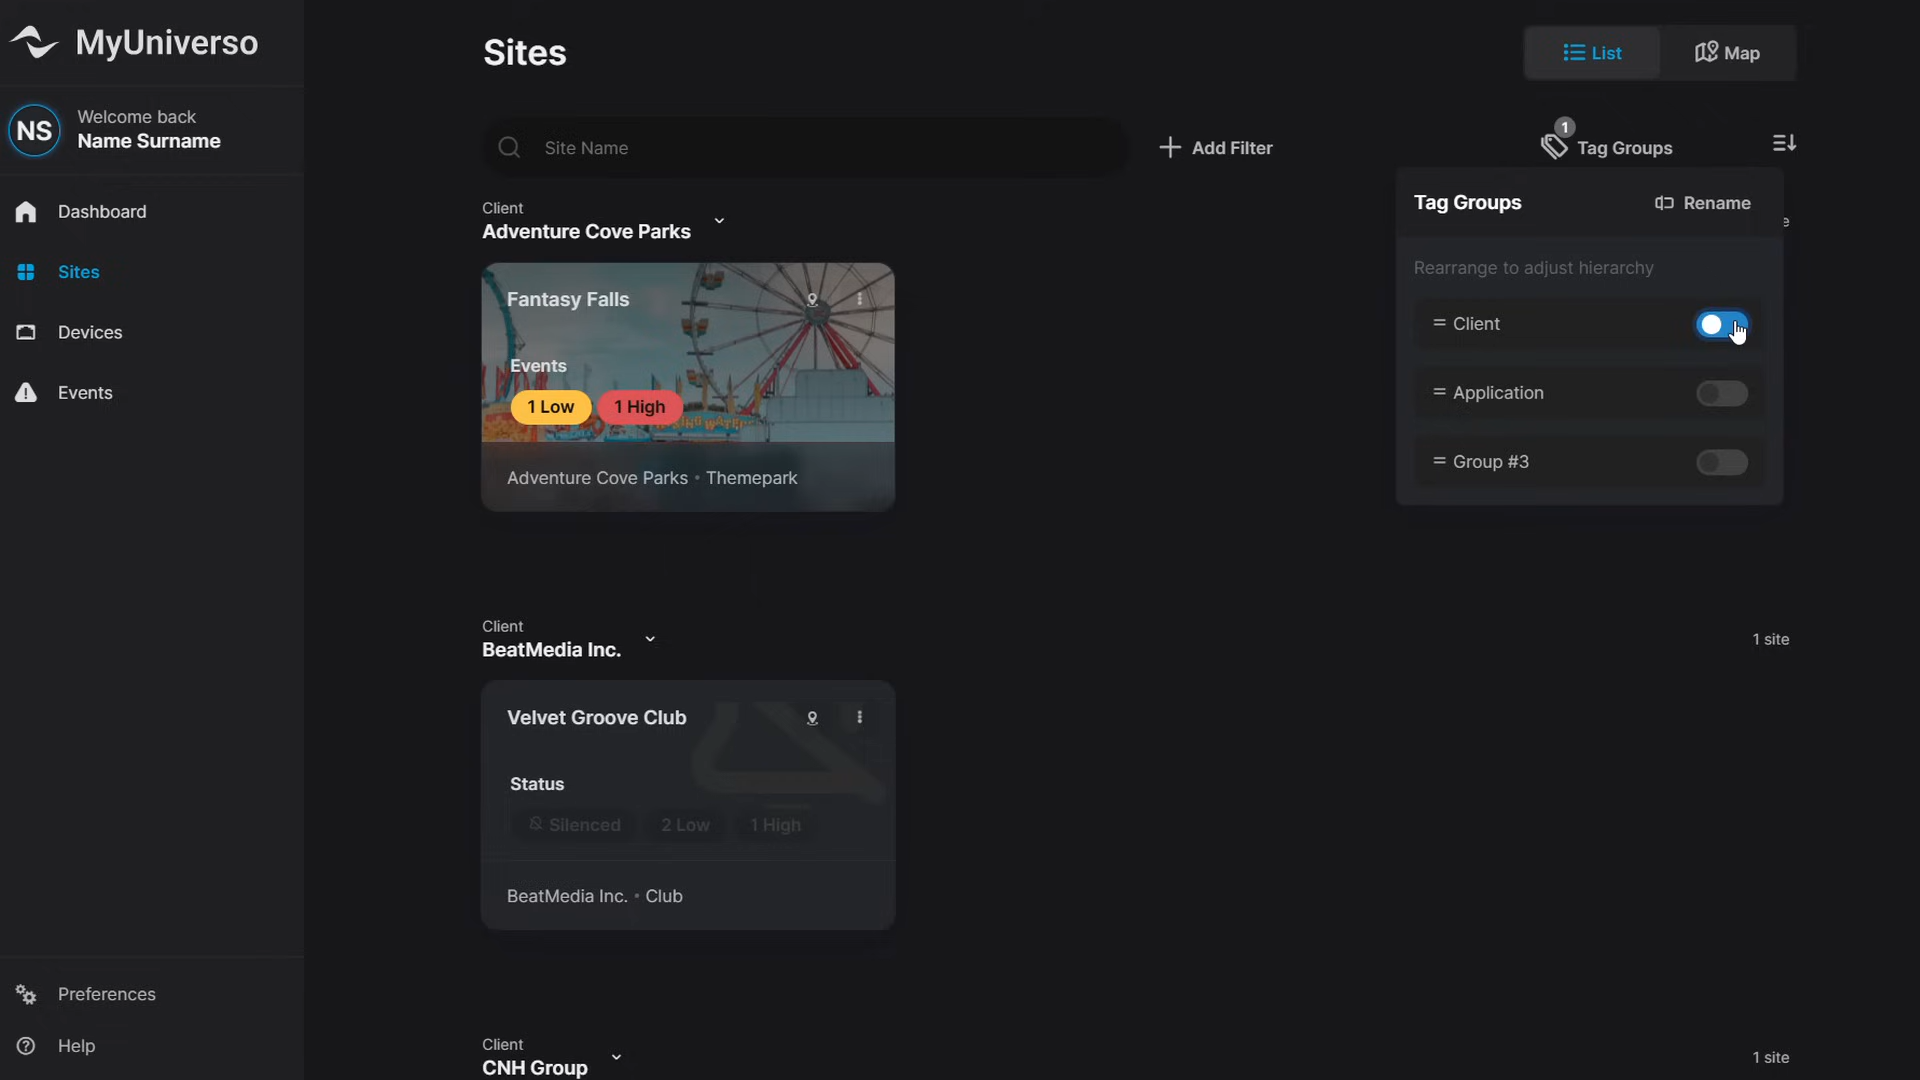 MyUniverso
NS
Welcome back
Name Surname
Dashboard
Sites
Devices
Events
Preferences
Help
Sites
List
Map
Site Name
Add Filter
1
Tag Groups
Client
Adventure Cove Parks
Fantasy Falls
Events
1 Low
1 High
Adventure Cove Parks • Themepark
Tag Groups
Rename
e
Rearrange to adjust hierarchy
Client
Application
Group #3
Client
BeatMedia Inc.
1 site
Velvet Groove Club
Status
Silenced
2 Low
1 High
BeatMedia Inc. • Club
Client
CNH Group
1 site